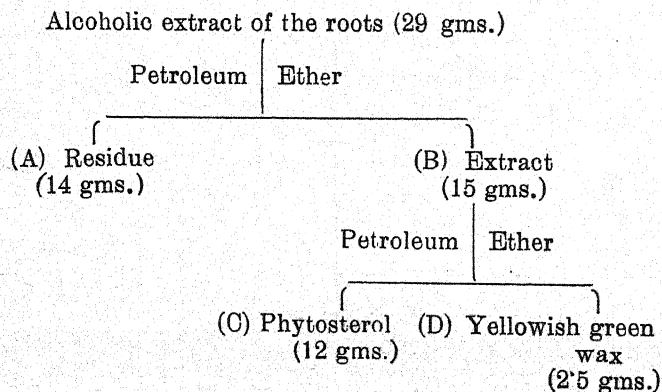 Alcoholic extract of the roots (29 gms.)
Petroleum Ether
(A) Residue (B) Extract
(14 gms.) (15 gms.)
Petroleum Ether
(C) Phytosterol (D) Yellowish green
(12 gms.) wax
(2·5 gms.)